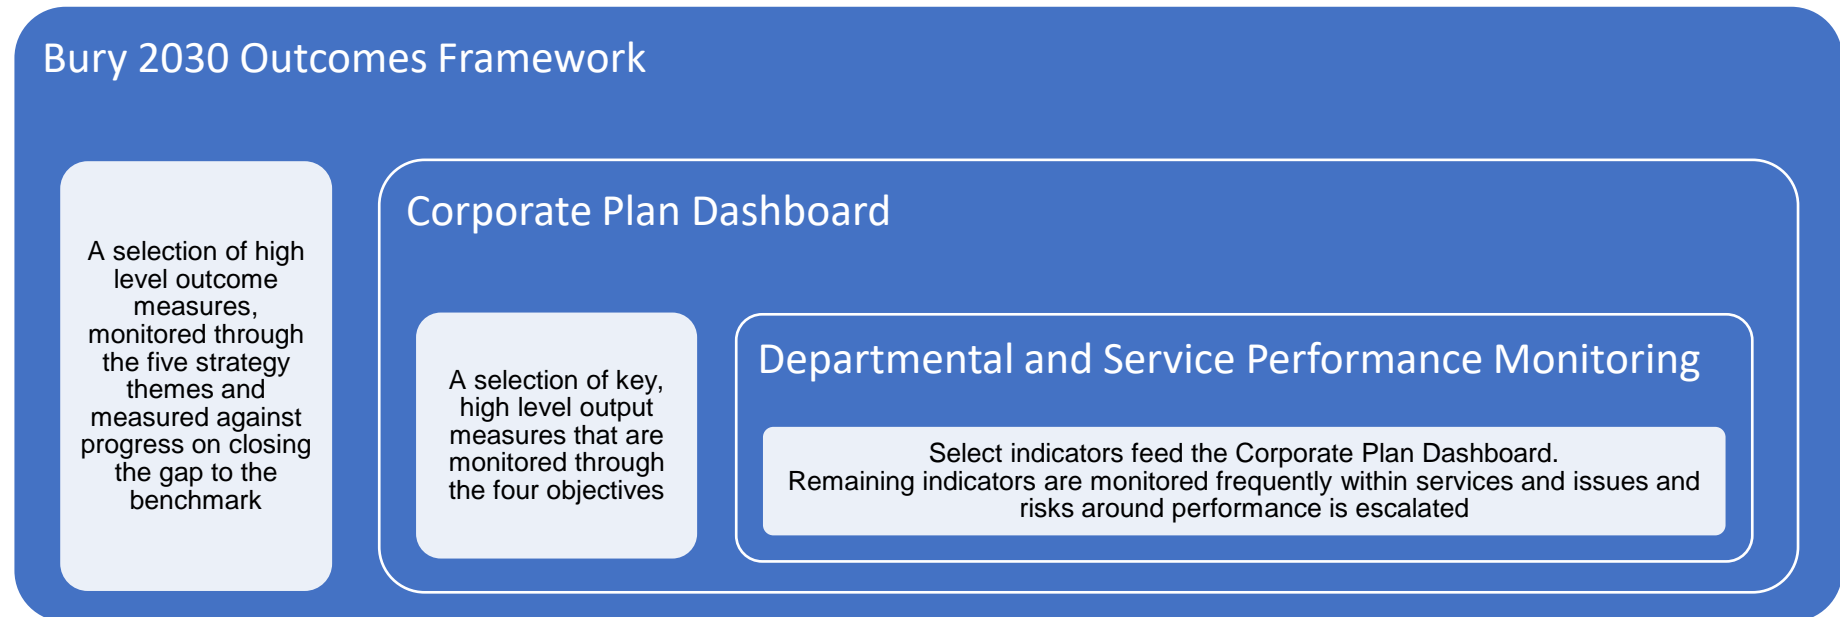 Bury 2030 Outcomes Framework
A selection of high
level outcome
measures,
monitored through
the five strategy
themes and
measured against
progress on closing
the gap to the
benchmark
Corporate Plan Dashboard
A selection of key,
high level output
measures that are
monitored through
the four objectives
Departmental and Service Performance Monitoring
Select indicators feed the Corporate Plan Dashboard.
Remaining indicators are monitored frequently within services and issues and
risks around performance is escalated